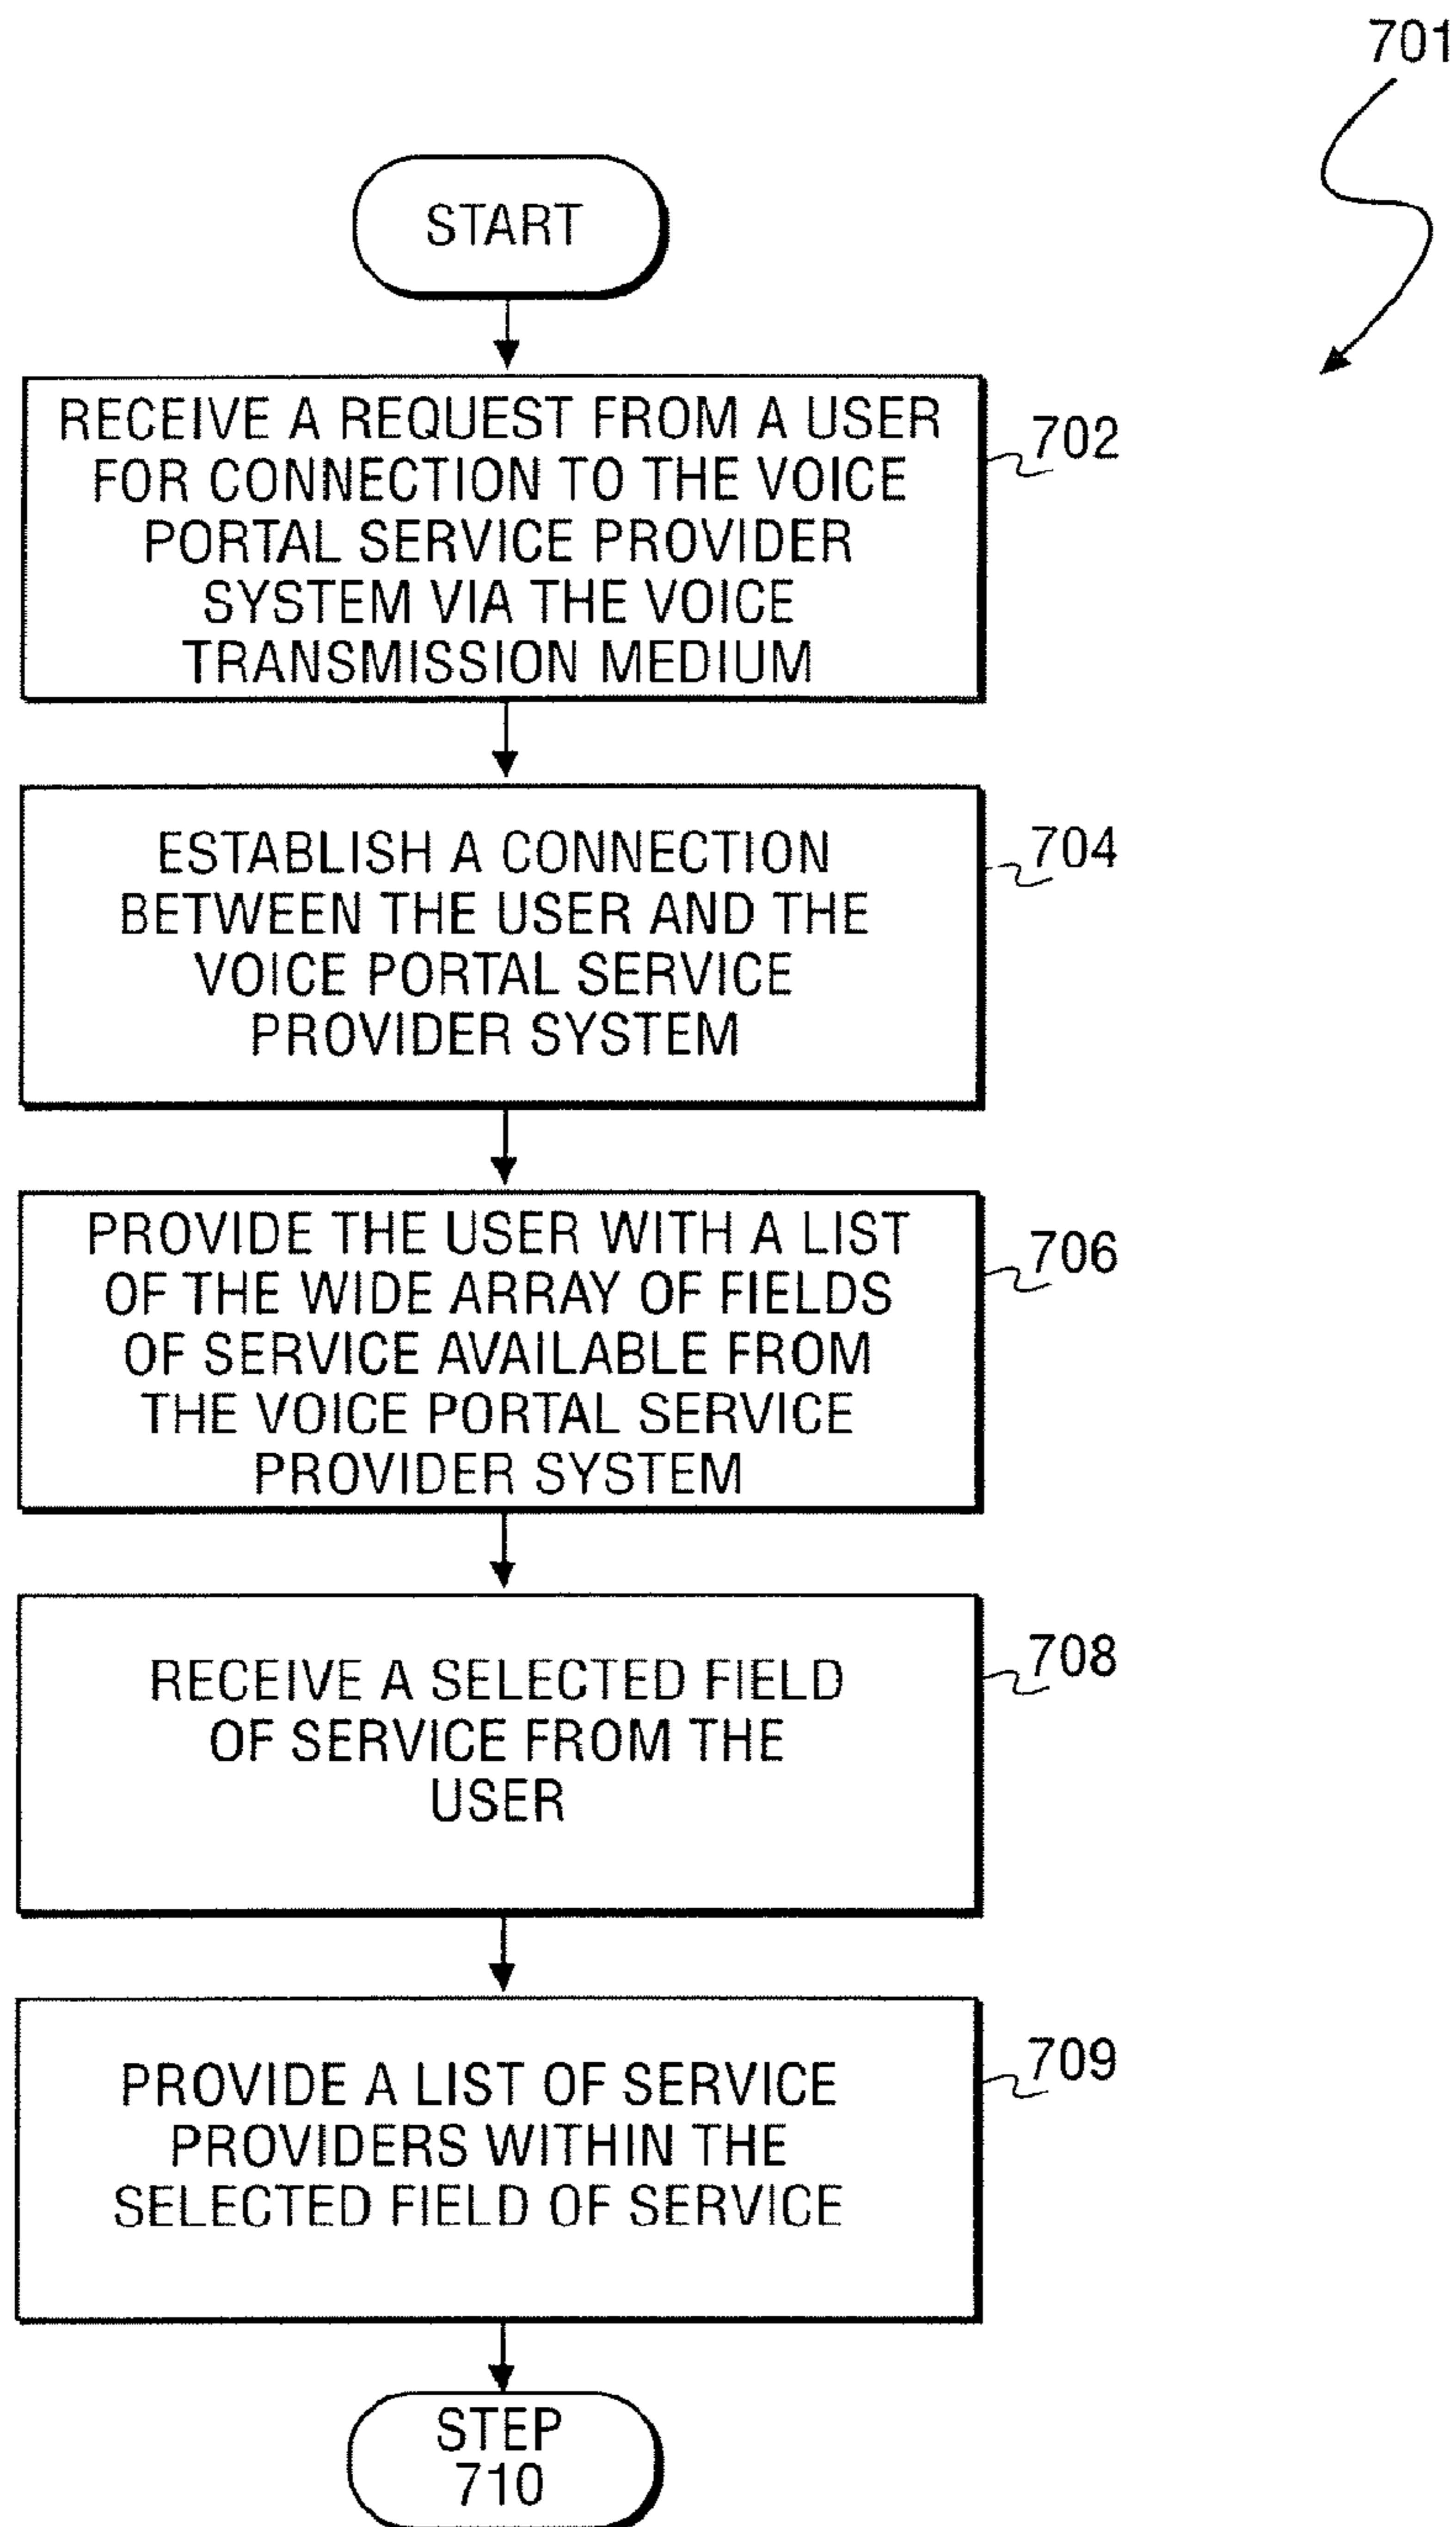 701
START
RECEIVE A REQUEST FROM A USER
FOR CONNECTION TO THE VOICE
PORTAL SERVICE PROVIDER
SYSTEM VIA THE VOICE
TRANSMISSION MEDIUM
702
ESTABLISH A CONNECTION
BETWEEN THE USER AND THE
VOICE PORTAL SERVICE
PROVIDER SYSTEM
704
PROVIDE THE USER WITH A LIST
OF THE WIDE ARRAY OF FIELDS
OF SERVICE AVAILABLE FROM
THE VOICE PORTAL SERVICE
PROVIDER SYSTEM
706
RECEIVE A SELECTED FIELD
OF SERVICE FROM THE
USER
708
PROVIDE A LIST OF SERVICE
PROVIDERS WITHIN THE
SELECTED FIELD OF SERVICE
709
STEP
710